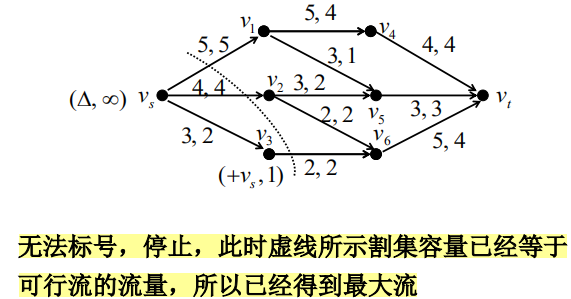 5, 4
v₁
v₄
5, 5
3, 1
4, 4
(Δ, ∞) vₛ
4, 4
v₂ 3, 2
vₜ
2, 2
v₅
3, 3
3, 2
v₃
v₆
5, 4
(+vₛ, 1)
2, 2
无法标号，停止，此时虚线所示割集容量已经等于
可行流的流量，所以已经得到最大流